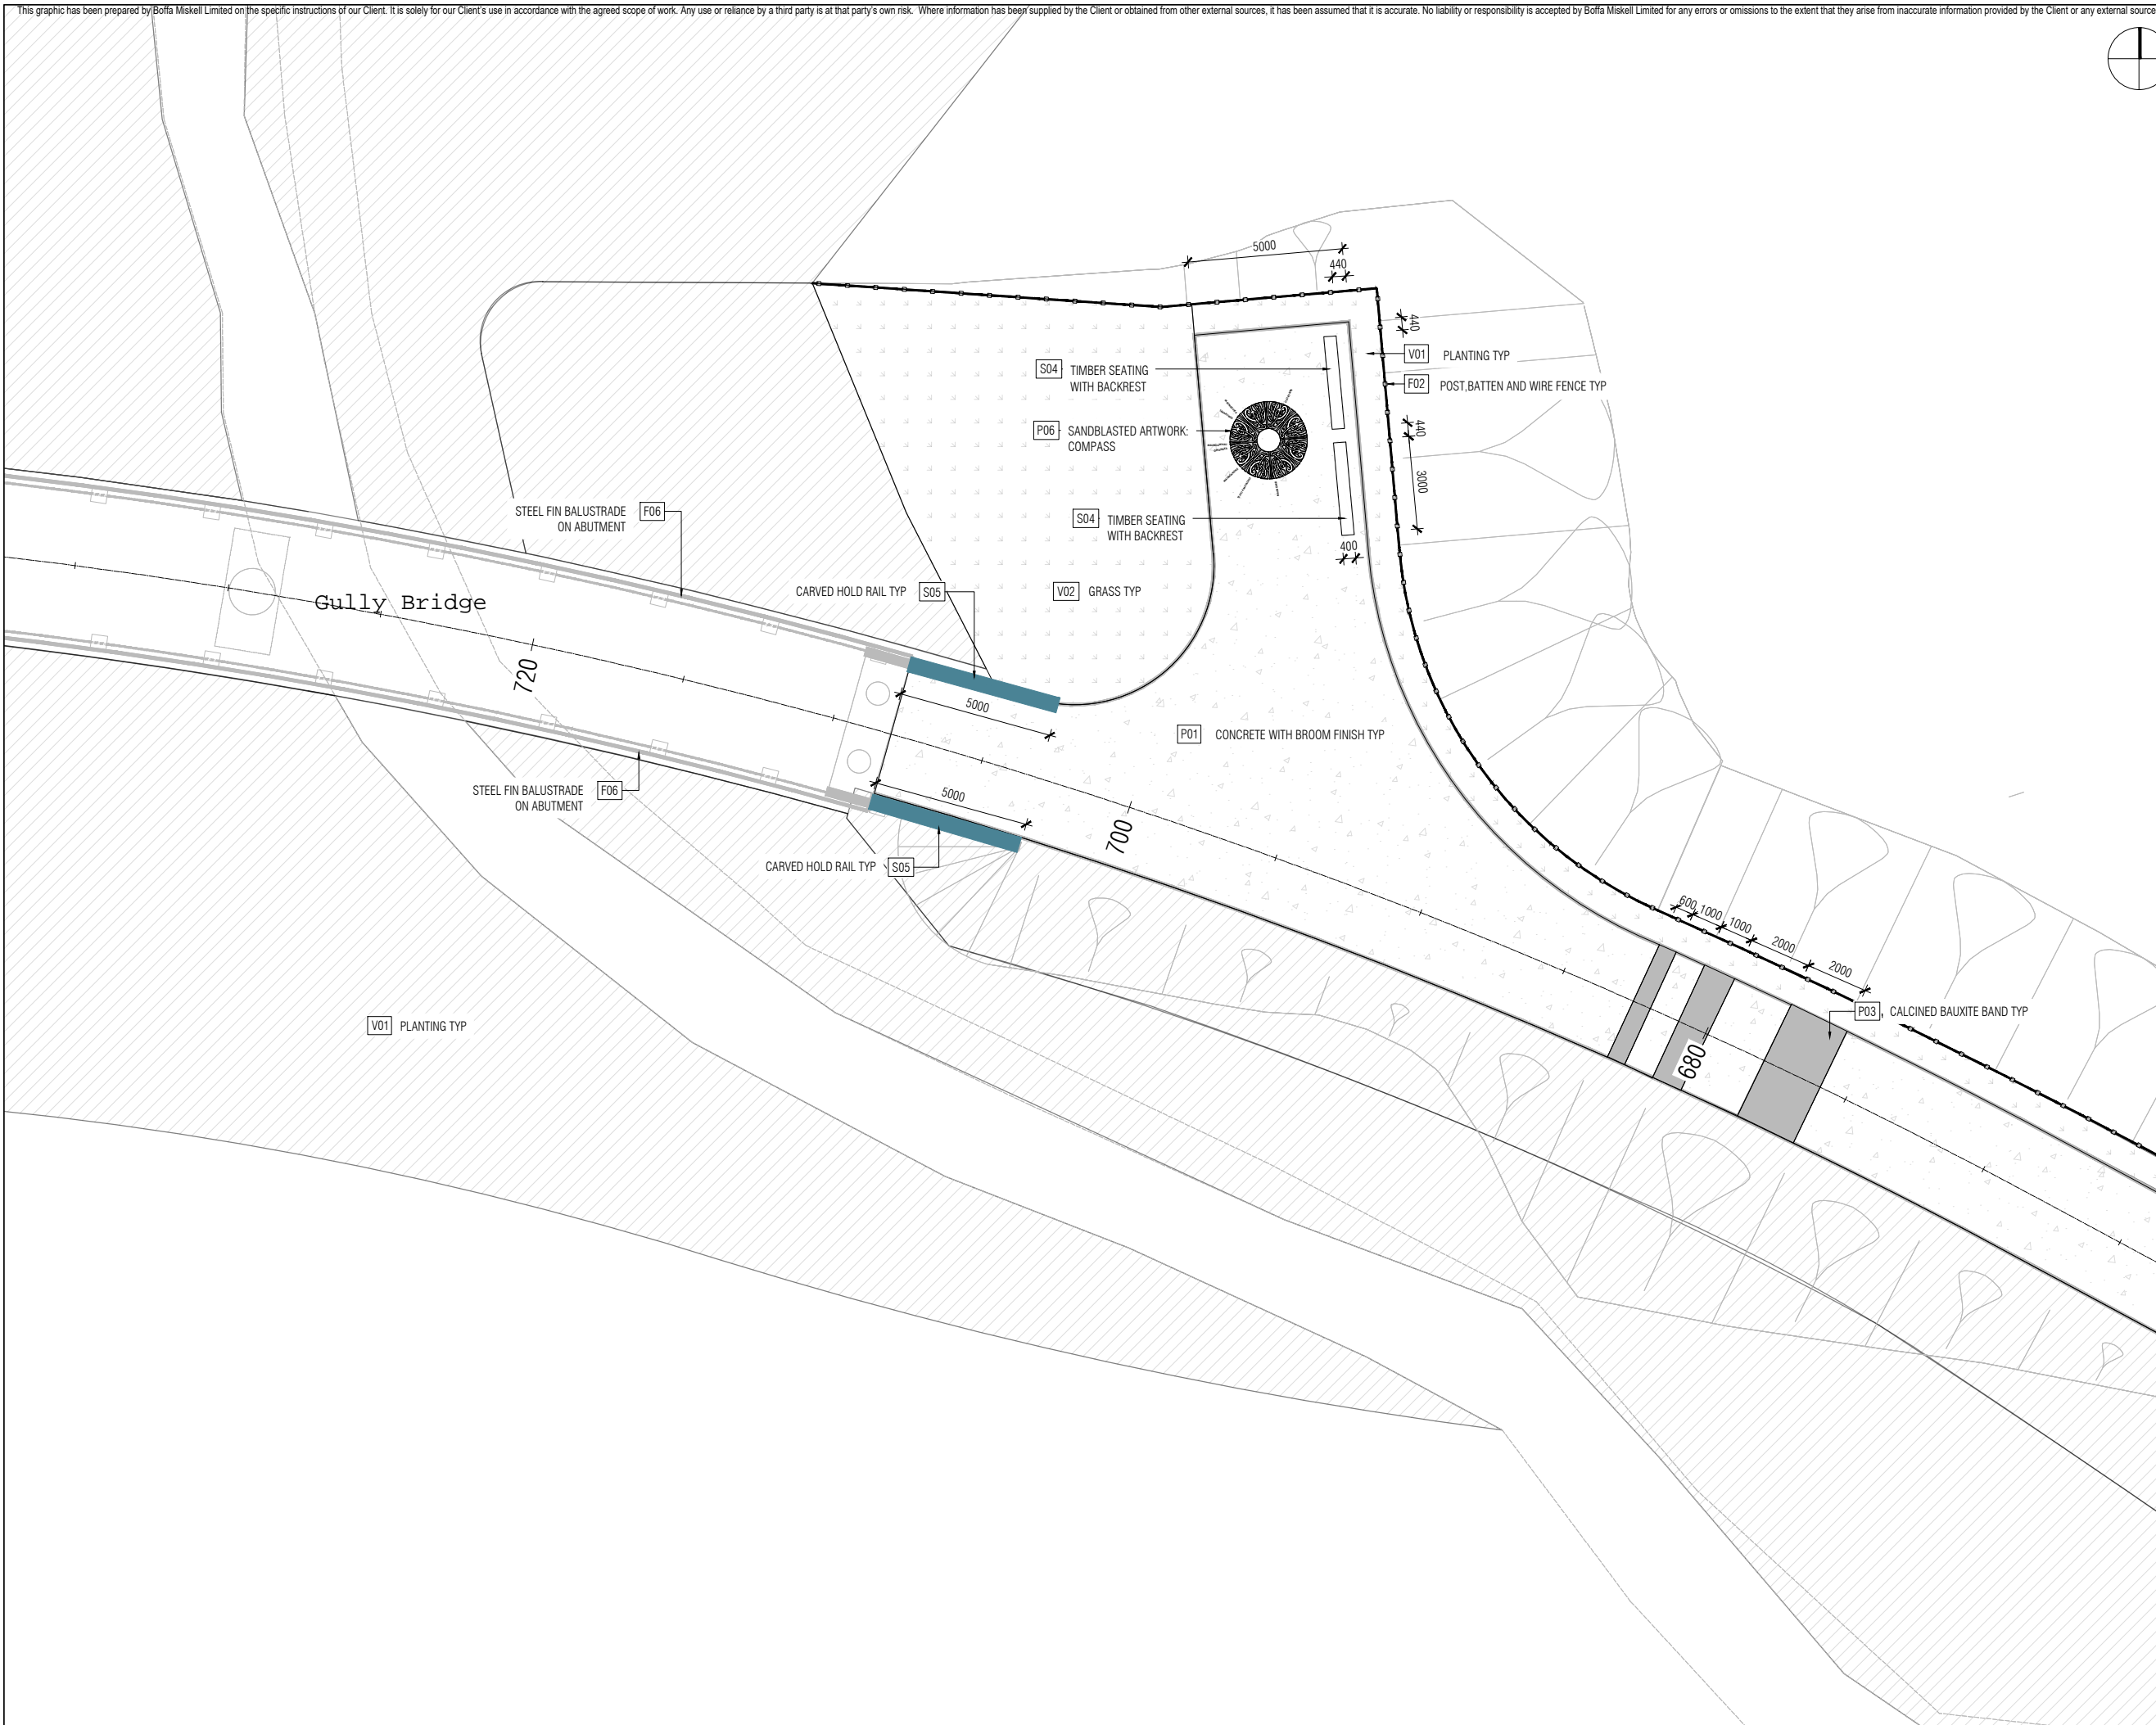 This graphic has been prepared by Boffa Miskell Limited on the specific instructions of our Client. It is solely for our Client's use in accordance with the agreed scope of work. Any use or reliance by a third party is at that party's own risk. Where information has been supplied by the Client or obtained from other external sources, it has been assumed that it is accurate. No liability or responsibility is accepted by Boffa Miskell Limited for any errors or omissions to the extent that they arise from inaccurate information provided by the Client or any external source
5000
440
440
V01 PLANTING TYP
S04 TIMBER SEATING
WITH BACKREST
F02 POST,BATTEN AND WIRE FENCE TYP
P06 SANDBLASTED ARTWORK:
COMPASS
440
3000
STEEL FIN BALUSTRADE F06
ON ABUTMENT
S04 TIMBER SEATING
WITH BACKREST
400
CARVED HOLD RAIL TYP S05
V02 GRASS TYP
Gully Bridge
720
5000
P01 CONCRETE WITH BROOM FINISH TYP
STEEL FIN BALUSTRADE F06
ON ABUTMENT
5000
700
CARVED HOLD RAIL TYP S05
600 1000 1000 2000 2000
P03, CALCINED BAUXITE BAND TYP
V01 PLANTING TYP
680